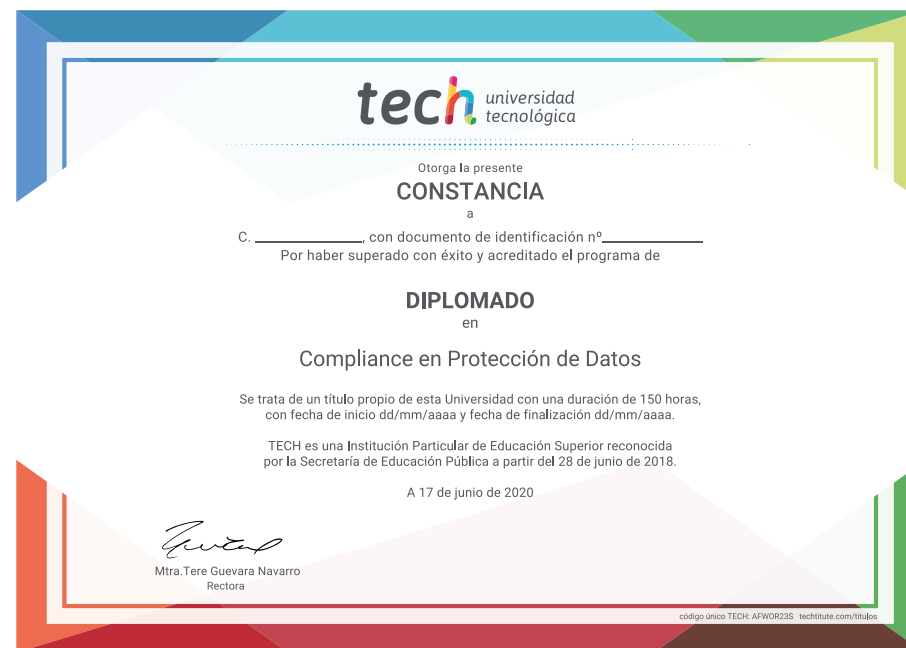 tech universidad
tecnológica
Otorga la presente
CONSTANCIA
a
C. ____________, con documento de identificación nº____________
Por haber superado con éxito y acreditado el programa de
DIPLOMADO
en
Compliance en Protección de Datos
Se trata de un título propio de esta Universidad con una duración de 150 horas,
con fecha de inicio dd/mm/aaaa y fecha de finalización dd/mm/aaaa.
TECH es una Institución Particular de Educación Superior reconocida
por la Secretaría de Educación Pública a partir del 28 de junio de 2018.
A 17 de junio de 2020
Mtra.Tere Guevara Navarro
Rectora
código único TECH: AFWOR23S techtitute.com/titulos